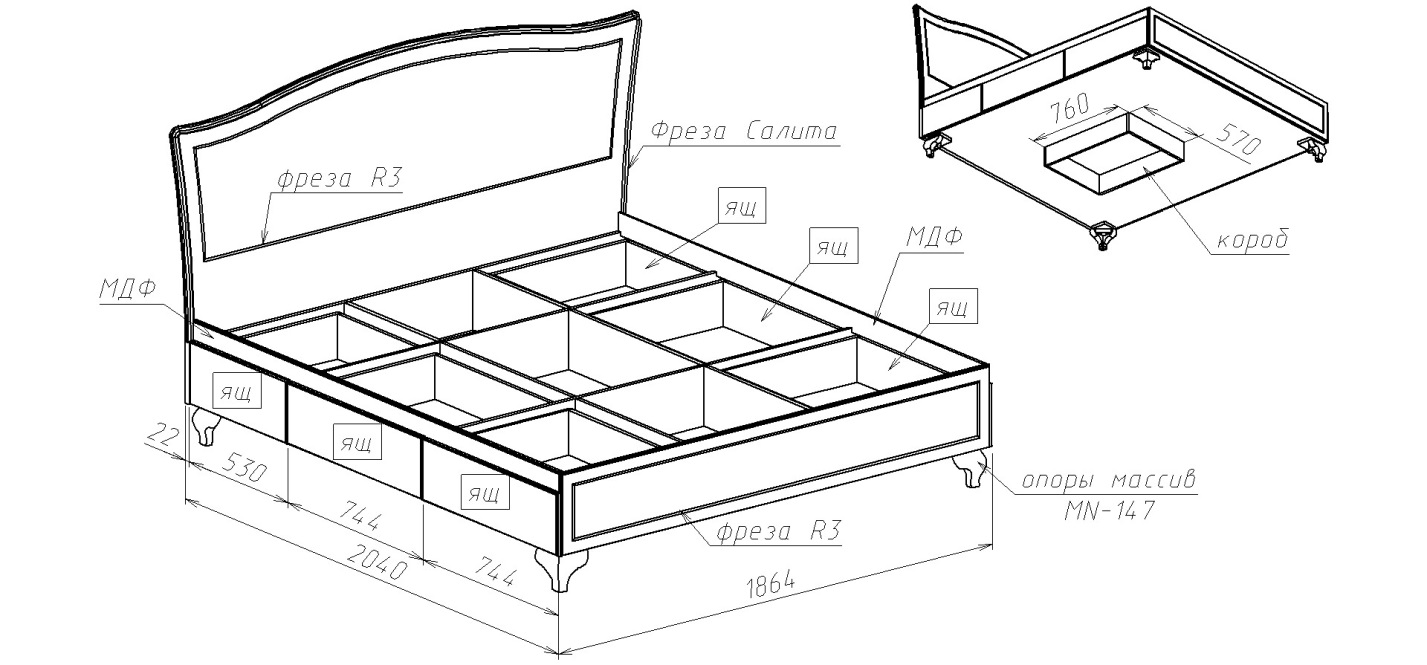 760
570
короб
Фреза Салита
фреза R3
ящ
ящ
МДФ
МДФ
ящ
ящ
ящ
ящ
22
530
744
2040
744
фреза R3
1864
опоры массив
MN-147